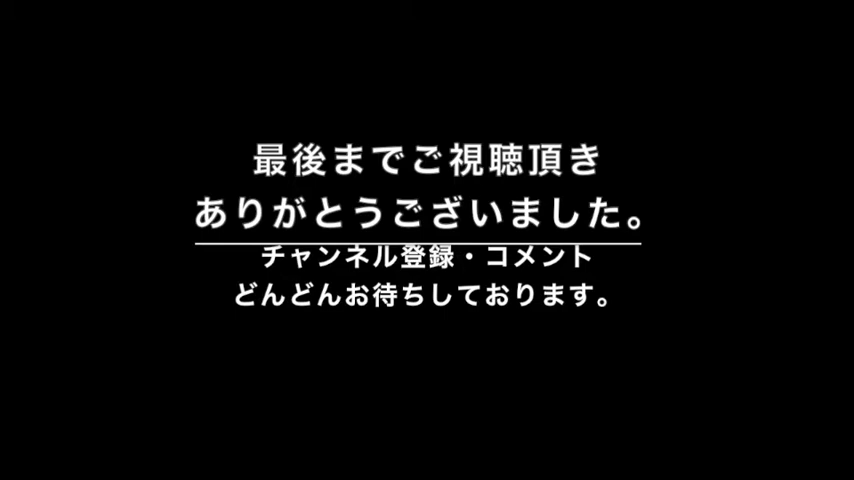 最後までご視聴頂き
ありがとうございました。
チャンネル登録・コメント
どんどんお待ちしております。